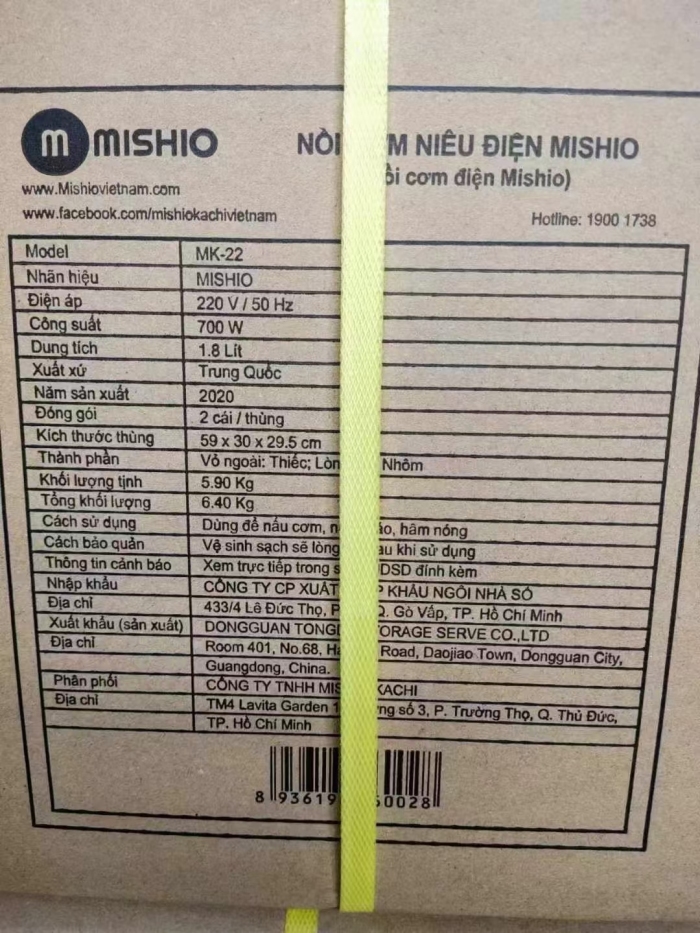 m MISHIO
NỒI M NIÊU ĐIỆN MISHIO
www.Mishiovietnam.com
cơm điện Mishio)
www.facebook.com/mishiokachivietnam
Hotline: 1900 1738
Model MK-22
Nhãn hiệu MISHIO
Điện áp 220 V / 50 Hz
Công suất 700 W
Dung tích 1.8 Lít
Xuất xứ Trung Quốc
Năm sản xuất 2020
Đóng gói 2 cái / thùng
Kích thước thùng 59 x 30 x 29.5 cm
Thành phần Vỏ ngoài: Thiếc; Nhôm
Khối lượng tịnh 5.90 Kg
Tổng khối lượng 6.40 Kg
Cách sử dụng Dùng để nấu cơm, hâm nóng
Cách bảo quản Vệ sinh sạch sẽ lòng khi sử dụng
Thông tin cảnh báo Xem trực tiếp trong đính kèm
Nhập khẩu CÔNG TY CP XUẤT KHẨU NGÔI NHÀ SỐ
Địa chỉ 433/4 Lê Đức Thọ, Q. Gò Vấp, TP. Hồ Chí Minh
Xuất khẩu (sản xuất) DONGGUAN SERVE CO.,LTD
Địa chỉ Room 401, No.68, Road, Daojiao Town, Dongguan City,
Guangdong, China.
Phân phối CÔNG TY TNHH
Địa chỉ TM4 Lavita Garden số 3, P. Trường Thọ, Q. Thủ Đức,
TP. Hồ Chí Minh
8 93619 60028